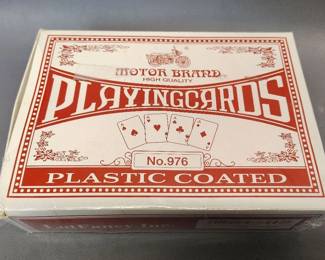 MOTOR BRAND
HIGH QUALITY
PLAYINGCARDS
No.976
PLASTIC COATED